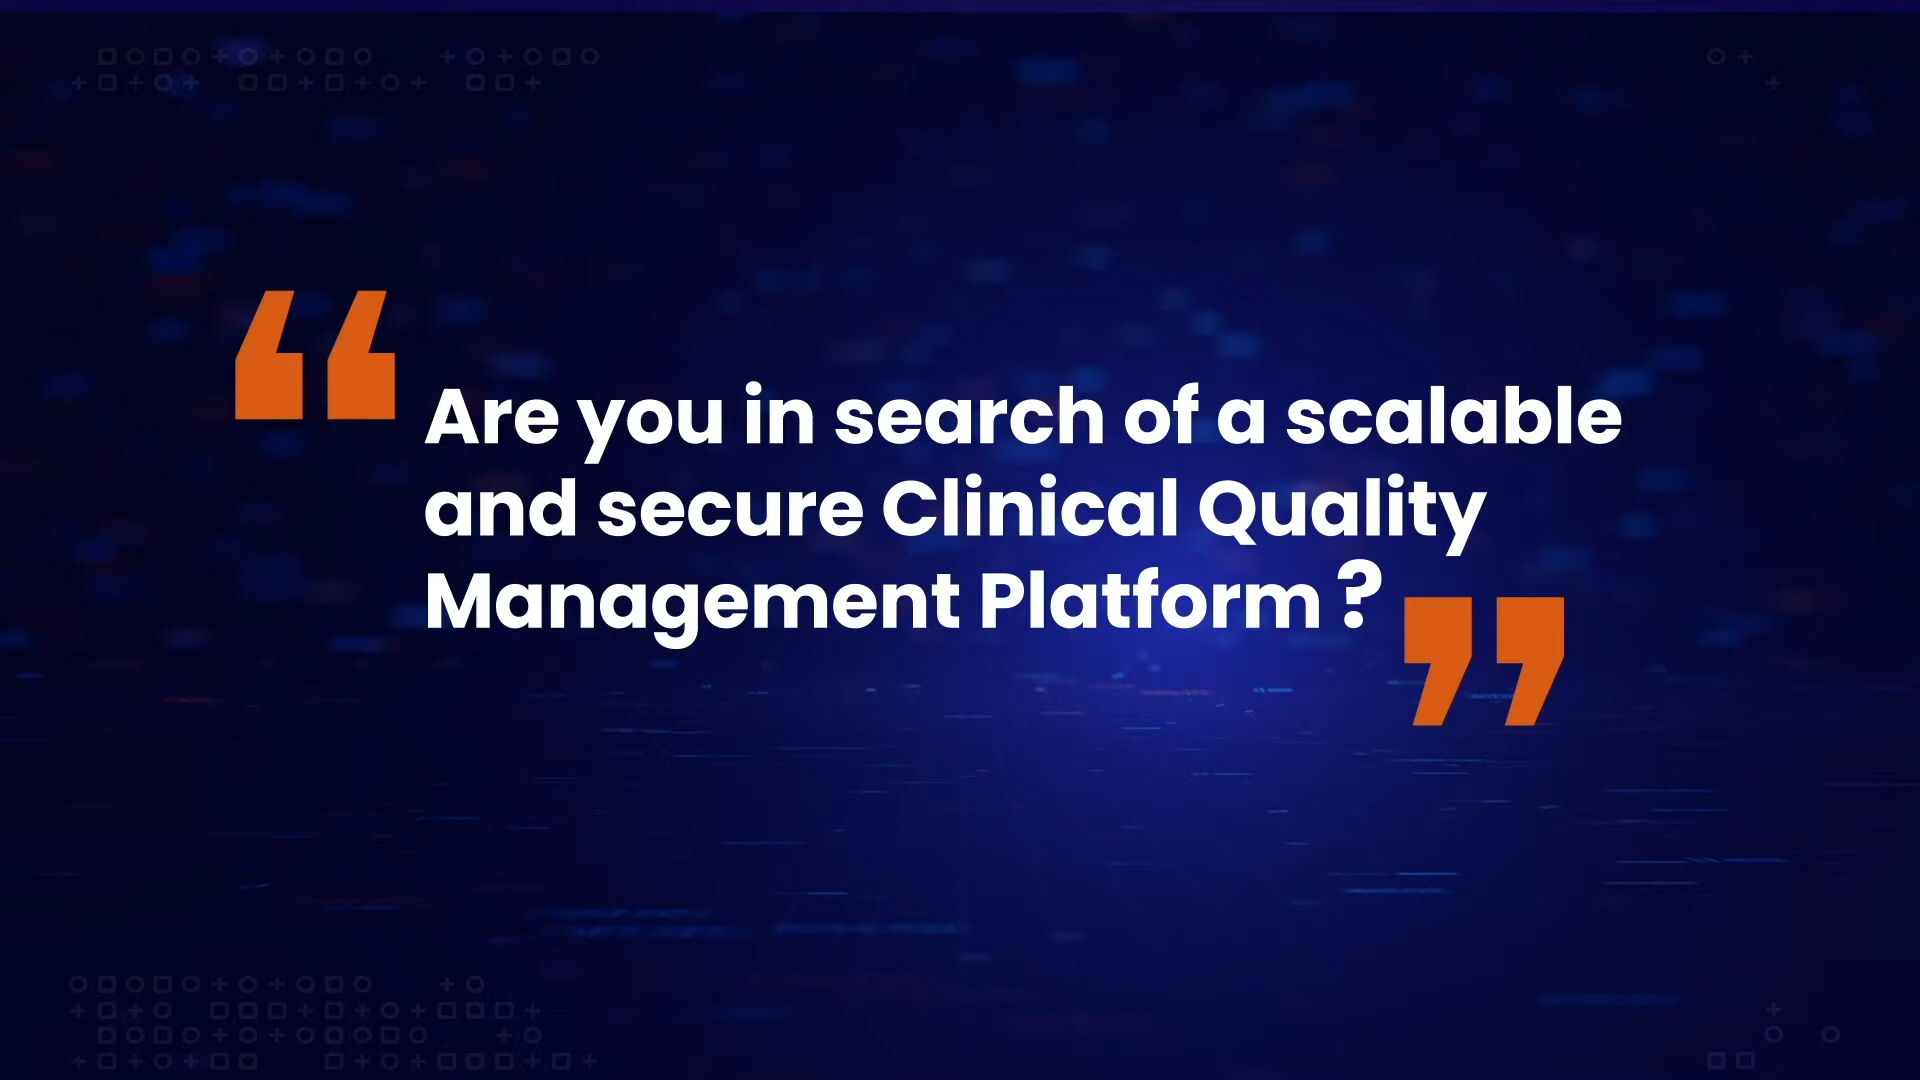 “Are you in search of a scalable
and secure Clinical Quality
Management Platform ?”